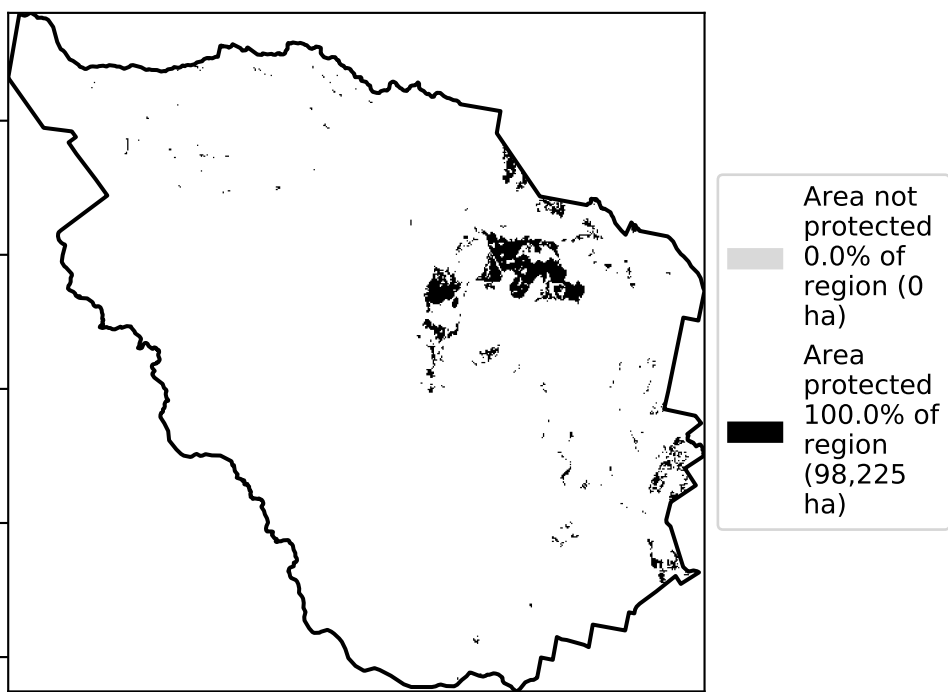 Area not
protected
0.0% of
region (0
ha)
Area
protected
100.0% of
region
(98,225
ha)